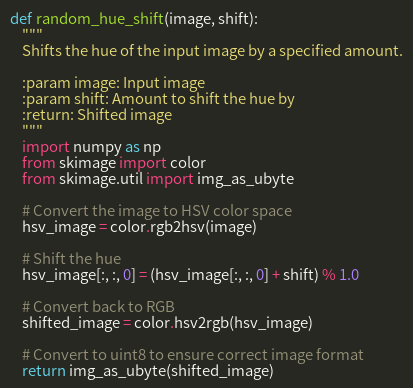 def random_hue_shift(image, shift):
    """
    Shifts the hue of the input image by a specified amount.

    :param image: Input image
    :param shift: Amount to shift the hue by
    :return: Shifted image
    """
    import numpy as np
    from skimage import color
    from skimage.util import img_as_ubyte

    # Convert the image to HSV color space
    hsv_image = color.rgb2hsv(image)

    # Shift the hue
    hsv_image[:, :, 0] = (hsv_image[:, :, 0] + shift) % 1.0

    # Convert back to RGB
    shifted_image = color.hsv2rgb(hsv_image)

    # Convert to uint8 to ensure correct image format
    return img_as_ubyte(shifted_image)